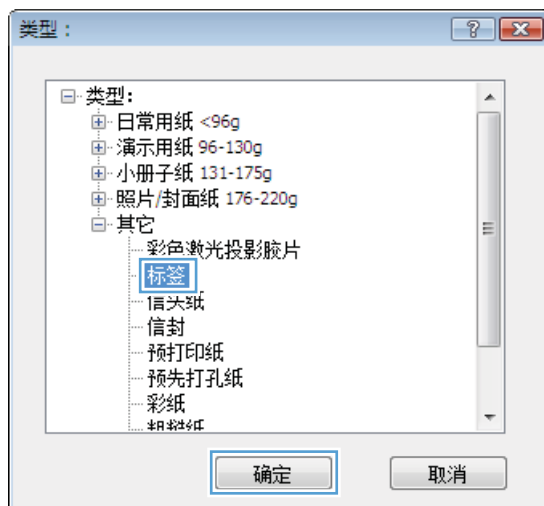 类型：
类型:
日常用纸 <96g
演示用纸 96-130g
小册子纸 131-175g
照片/封面纸 176-220g
其它
彩色激光投影胶片
标签
信头纸
信封
预打印纸
预先打孔纸
彩纸
粗糙纸
确定 取消